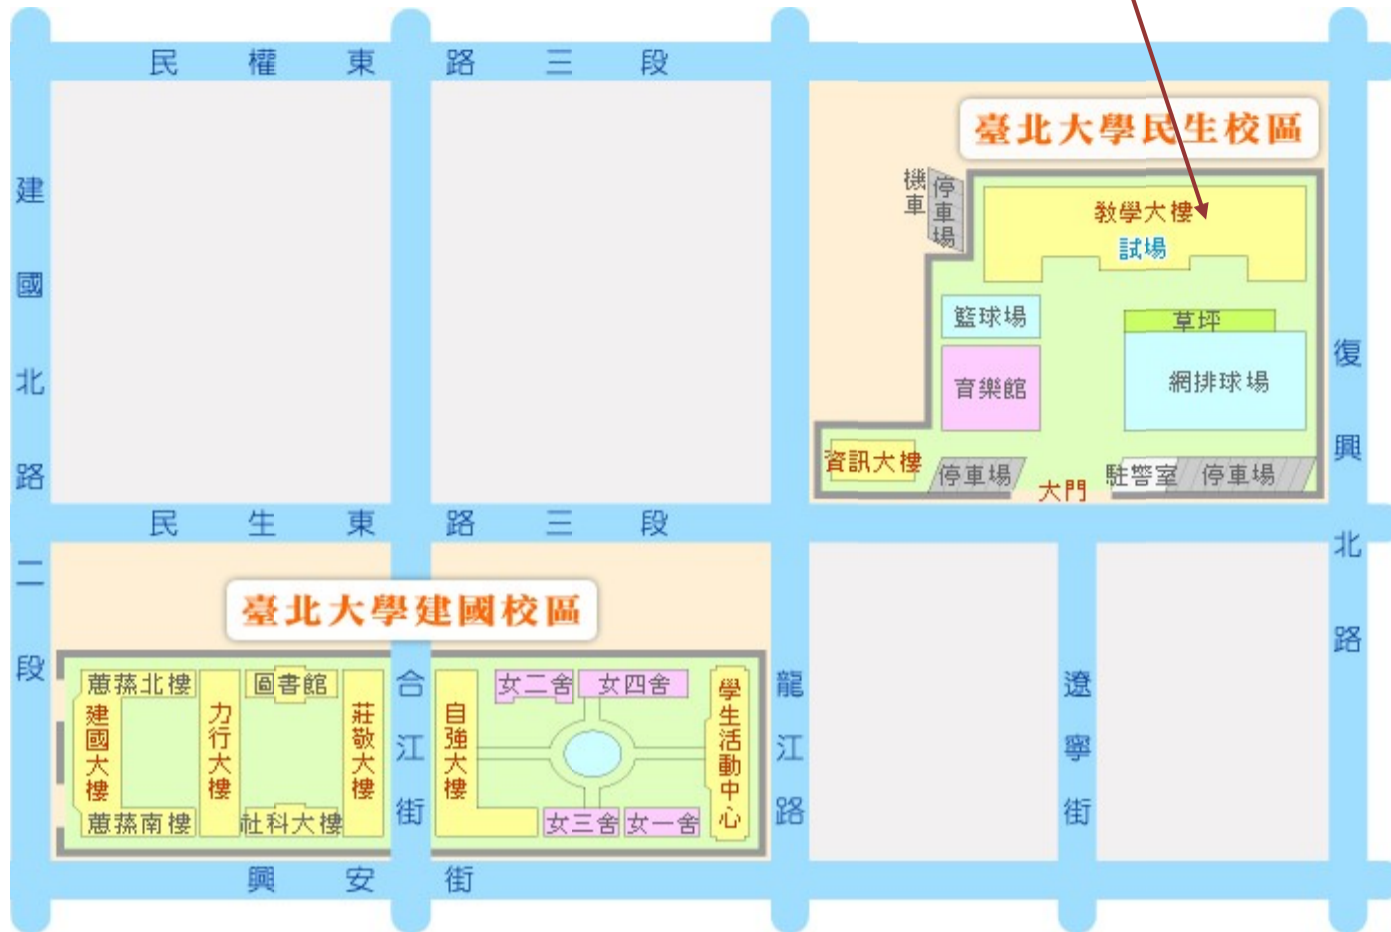 民權東路三段
建國北路二段
復興北路
臺北大學民生校區
機車
停車場
教學大樓
試場
籃球場
草坪
育樂館
網排球場
資訊大樓
停車場
大門
駐警室
停車場
民生東路三段
臺北大學建國校區
蕙蓀北樓
圖書館
建國大樓
力行大樓
莊敬大樓
蕙蓀南樓
社科大樓
合江街
自強大樓
女二舍
女四舍
學生活動中心
女三舍
女一舍
龍江路
遼寧街
興安街